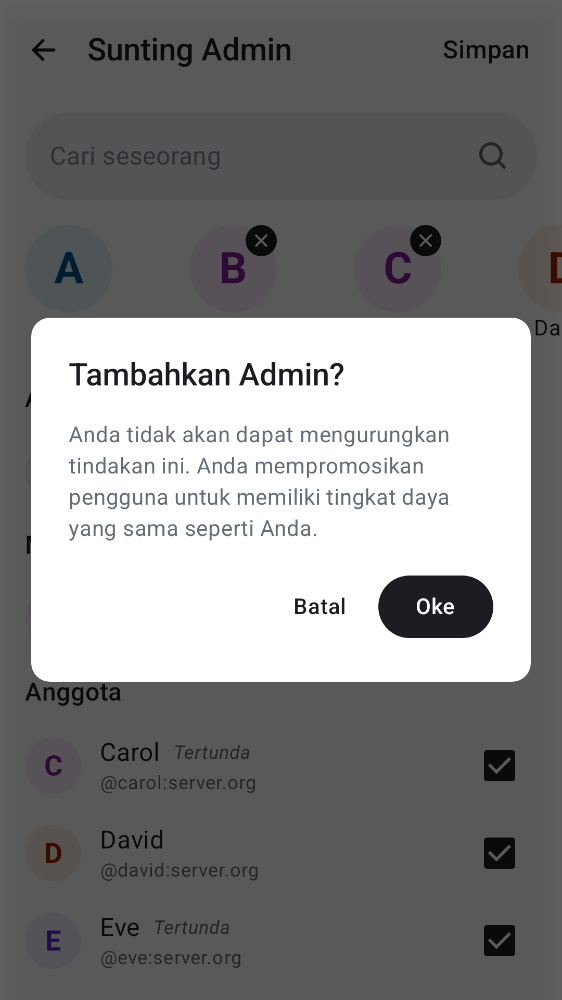 Sunting Admin
Simpan
Cari seseorang
A
B
C
Da
Tambahkan Admin?
Anda tidak akan dapat mengurungkan
tindakan ini. Anda mempromosikan
pengguna untuk memiliki tingkat daya
yang sama seperti Anda.
Batal
Oke
Anggota
C
Carol Tertunda
@carol:server.org
D
David
@david:server.org
E
Eve Tertunda
@eve:server.org